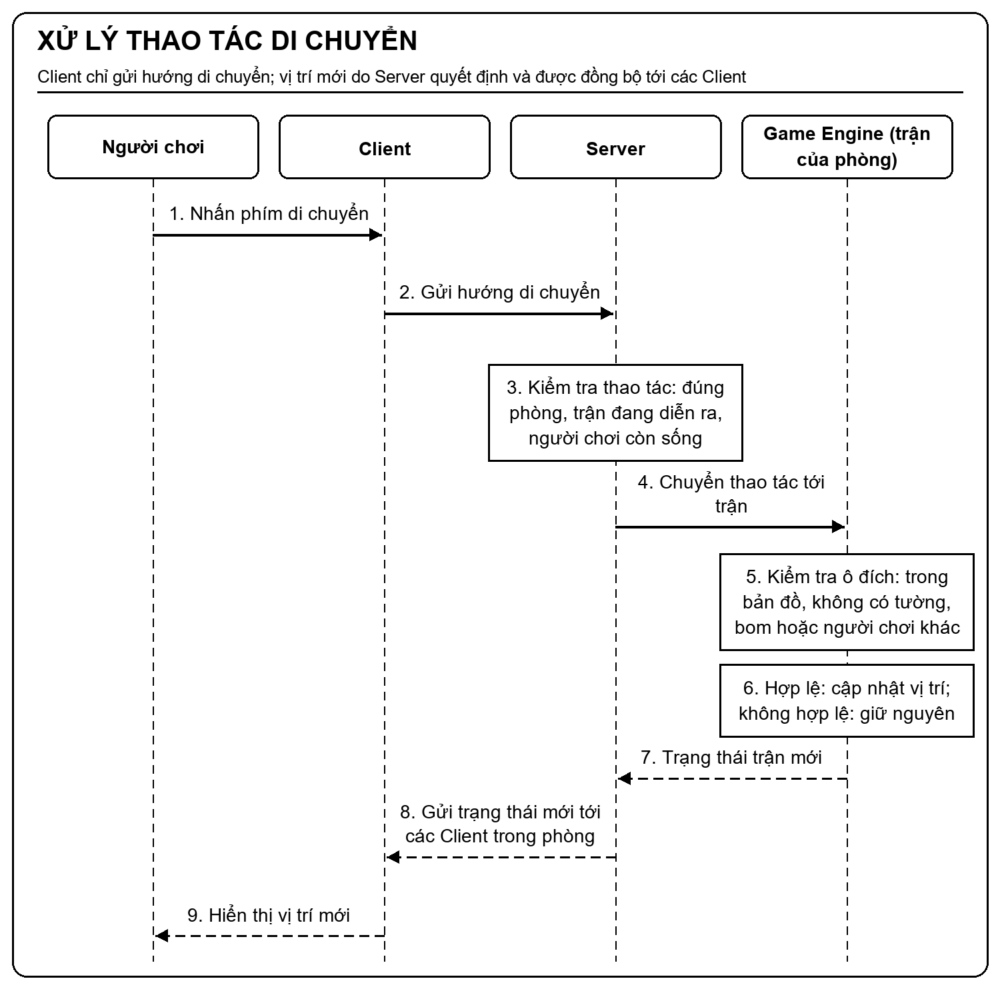 XỬ LÝ THAO TÁC DI CHUYỂN
Client chỉ gửi hướng di chuyển; vị trí mới do Server quyết định và được đồng bộ tới các Client
Người chơi
Client
Server
Game Engine (trận
của phòng)
1. Nhấn phím di chuyển
2. Gửi hướng di chuyển
3. Kiểm tra thao tác: đúng
phòng, trận đang diễn ra,
người chơi còn sống
4. Chuyển thao tác tới
trận
5. Kiểm tra ô đích: trong
bản đồ, không có tường,
bom hoặc người chơi khác
6. Hợp lệ: cập nhật vị trí;
không hợp lệ: giữ nguyên
7. Trạng thái trận mới
8. Gửi trạng thái mới tới
các Client trong phòng
9. Hiển thị vị trí mới